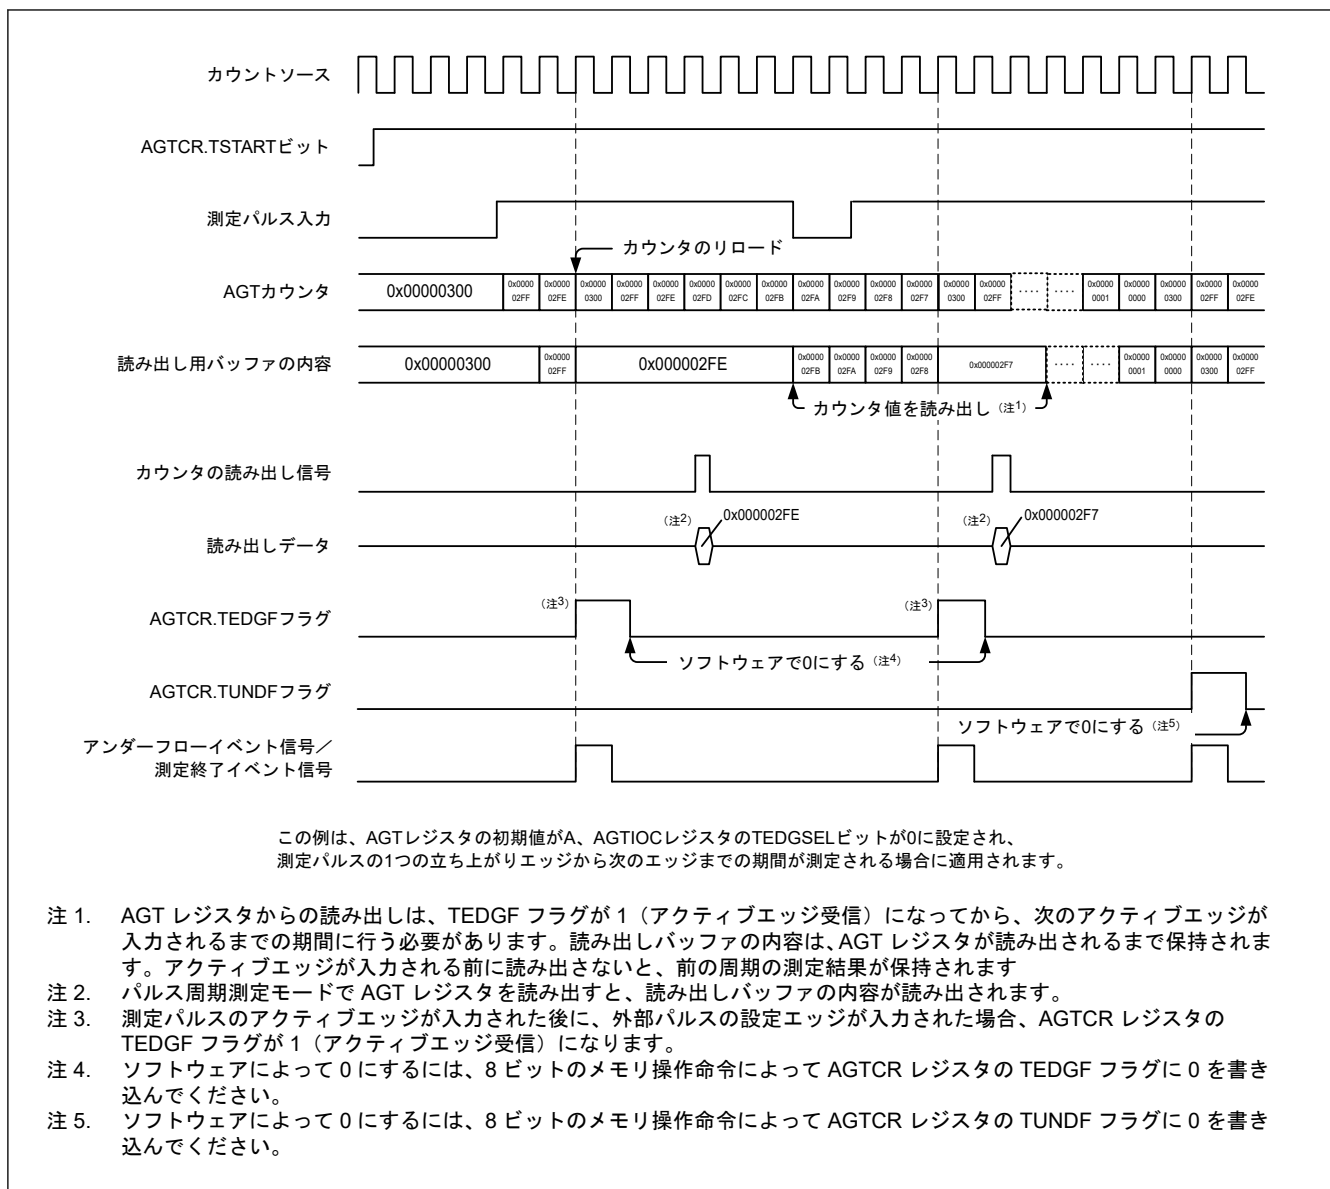 カウントソース
AGTCR.TSTARTビット
測定パルス入力
カウンタのリロード
AGTカウンタ
0x00000300
0x0000 02FF
0x0000 02FE
0x0000 0300
0x0000 02FF
0x0000 02FE
0x0000 02FD
0x0000 02FC
0x0000 02FB
0x0000 02FA
0x0000 02F9
0x0000 02F8
0x0000 02F7
0x0000 0300
0x0000 02FF
....
....
0x0000 0001
0x0000 0000
0x0000 0300
0x0000 02FF
0x0000 02FE
読み出し用バッファの内容
0x00000300
0x0000 02FF
0x000002FE
0x0000 02FB
0x0000 02FA
0x0000 02F9
0x0000 02F8
0x000002F7
....
....
0x0000 0001
0x0000 0000
0x0000 0300
0x0000 02FF
カウンタ値を読み出し（注1）
カウンタの読み出し信号
（注2）
0x000002FE
（注2）
0x000002F7
読み出しデータ
（注3）
（注3）
AGTCR.TEDGFフラグ
ソフトウェアで0にする（注4）
AGTCR.TUNDFフラグ
ソフトウェアで0にする（注5）
アンダーフローイベント信号／
測定終了イベント信号
この例は、AGTレジスタの初期値がA、AGTIOCレジスタのTEDGSELビットが0に設定され、
測定パルスの1つの立ち上がりエッジから次のエッジまでの期間が測定される場合に適用されます。
注 1. AGT レジスタからの読み出しは、TEDGF フラグが 1（アクティブエッジ受信）になってから、次のアクティブエッジが
入力されるまでの期間に行う必要があります。読み出しバッファの内容は、AGT レジスタが読み出されるまで保持されま
す。アクティブエッジが入力される前に読み出さないと、前の周期の測定結果が保持されます
注 2. パルス周期測定モードで AGT レジスタを読み出すと、読み出しバッファの内容が読み出されます。
注 3. 測定パルスのアクティブエッジが入力された後に、外部パルスの設定エッジが入力された場合、AGTCR レジスタの
TEDGF フラグが 1（アクティブエッジ受信）になります。
注 4. ソフトウェアによって 0 にするには、8 ビットのメモリ操作命令によって AGTCR レジスタの TEDGF フラグに 0 を書き
込んでください。
注 5. ソフトウェアによって 0 にするには、8 ビットのメモリ操作命令によって AGTCR レジスタの TUNDF フラグに 0 を書き
込んでください。